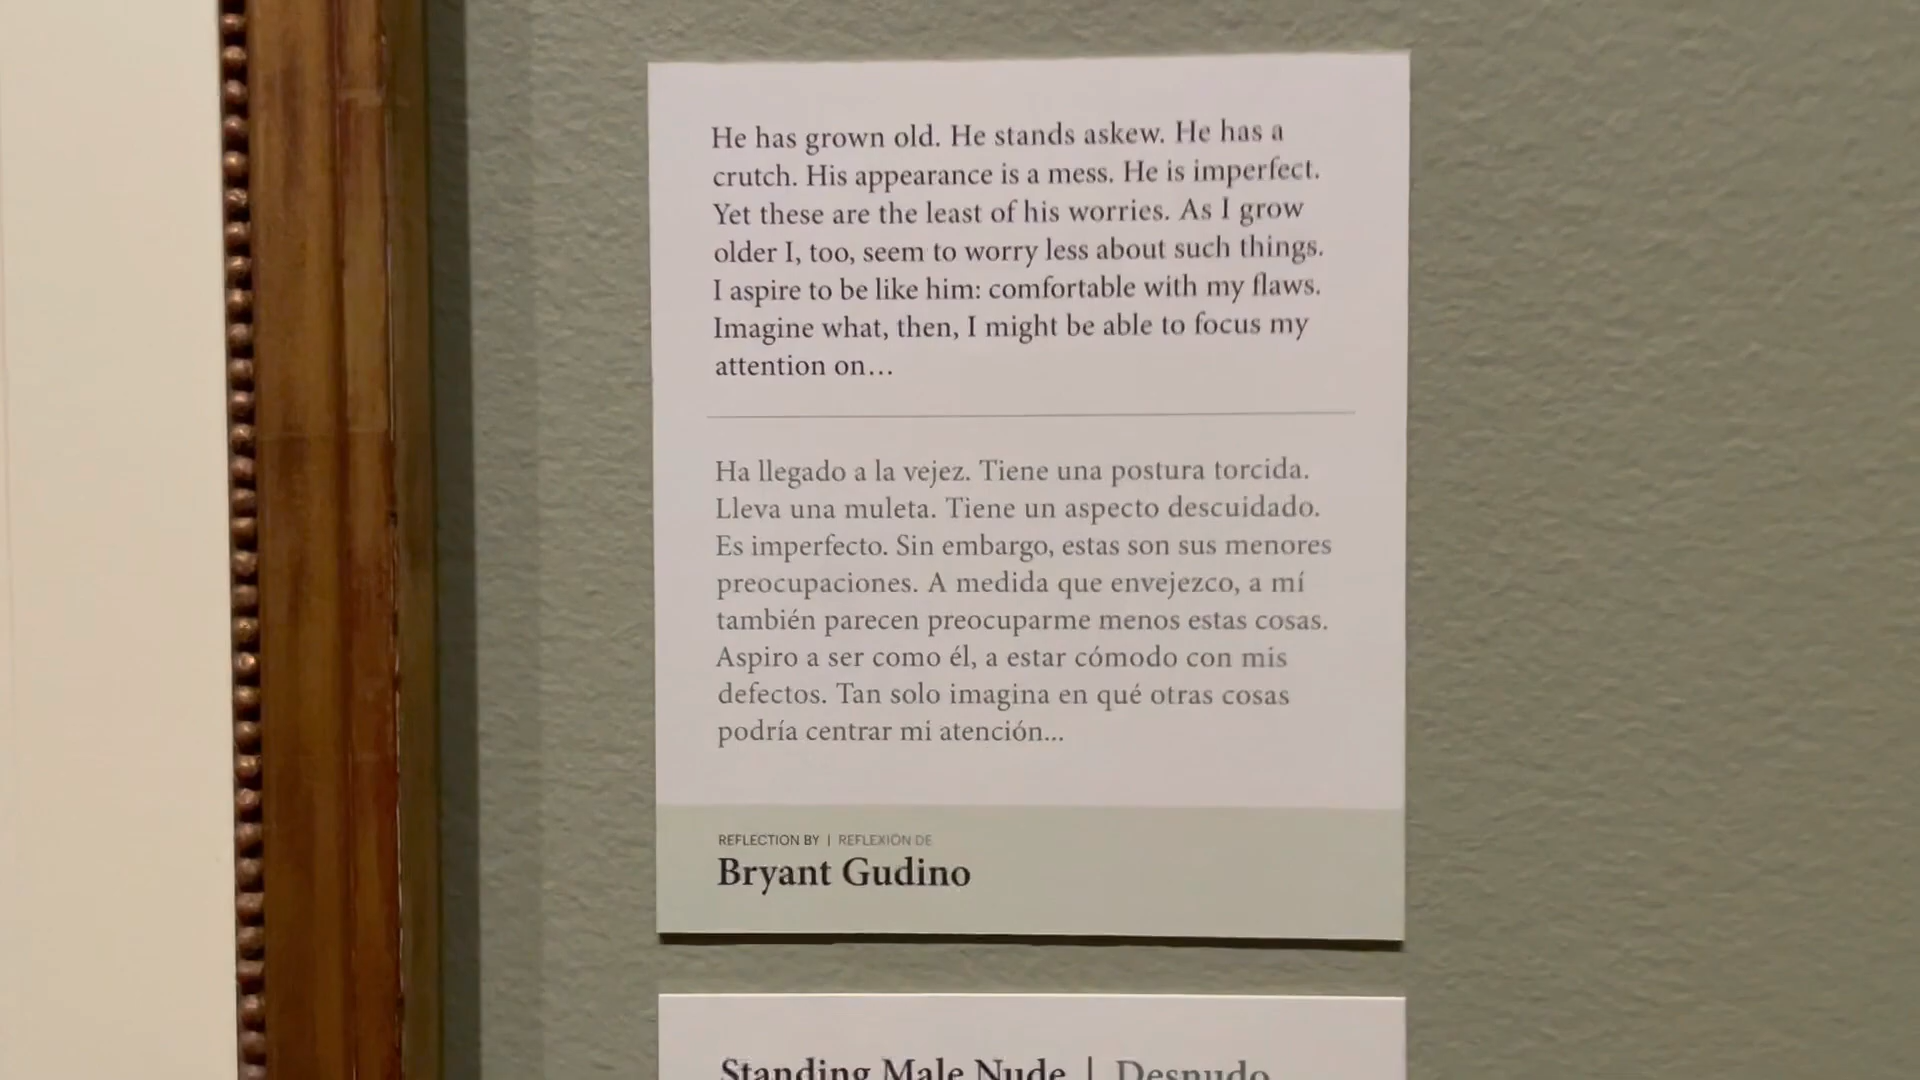 He has grown old. He stands askew. He has a
crutch. His appearance is a mess. He is imperfect.
Yet these are the least of his worries. As I grow
older I, too, seem to worry less about such things.
I aspire to be like him: comfortable with my flaws.
Imagine what, then, I might be able to focus my
attention on…
Ha llegado a la vejez. Tiene una postura torcida.
Lleva una muleta. Tiene un aspecto descuidado.
Es imperfecto. Sin embargo, estas son sus menores
preocupaciones. A medida que envejezco, a mí
también parecen preocuparme menos estas cosas.
Aspiro a ser como él, a estar cómodo con mis
defectos. Tan solo imagina en qué otras cosas
podría centrar mi atención...
REFLECTION BY | REFLEXIÓN DE
Bryant Gudino
Standing Male Nude | Desnudo